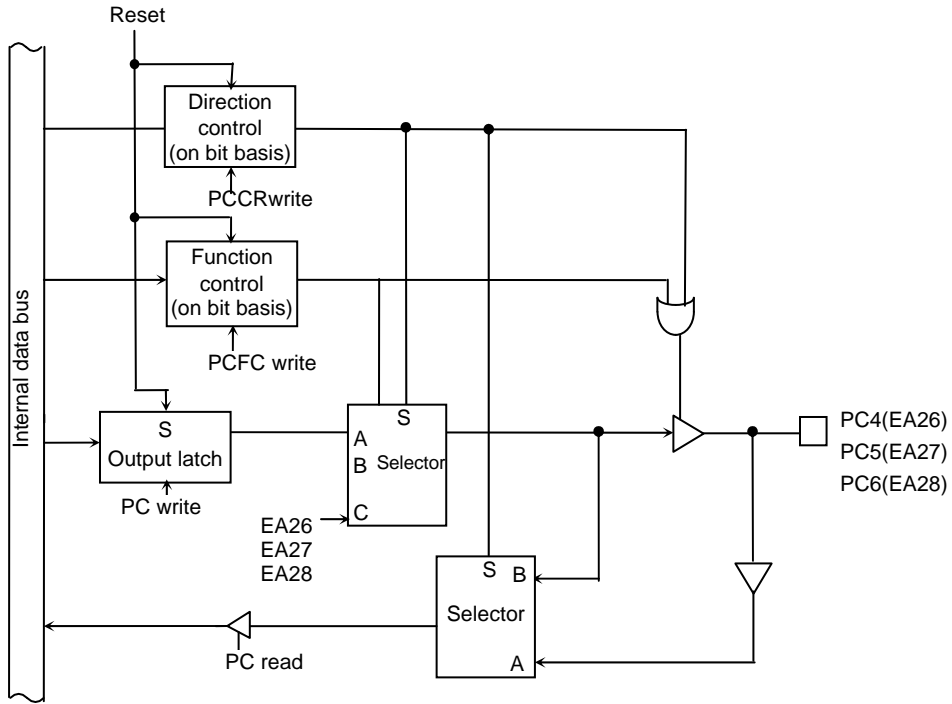 Reset
Direction
control
(on bit basis)
PCCRwrite
Function
control
(on bit basis)
PCFC write
Internal data bus
S
Output latch
PC write
S
A
B
Selector
C
EA26
EA27
EA28
PC4(EA26)
PC5(EA27)
PC6(EA28)
S
B
Selector
A
PC read